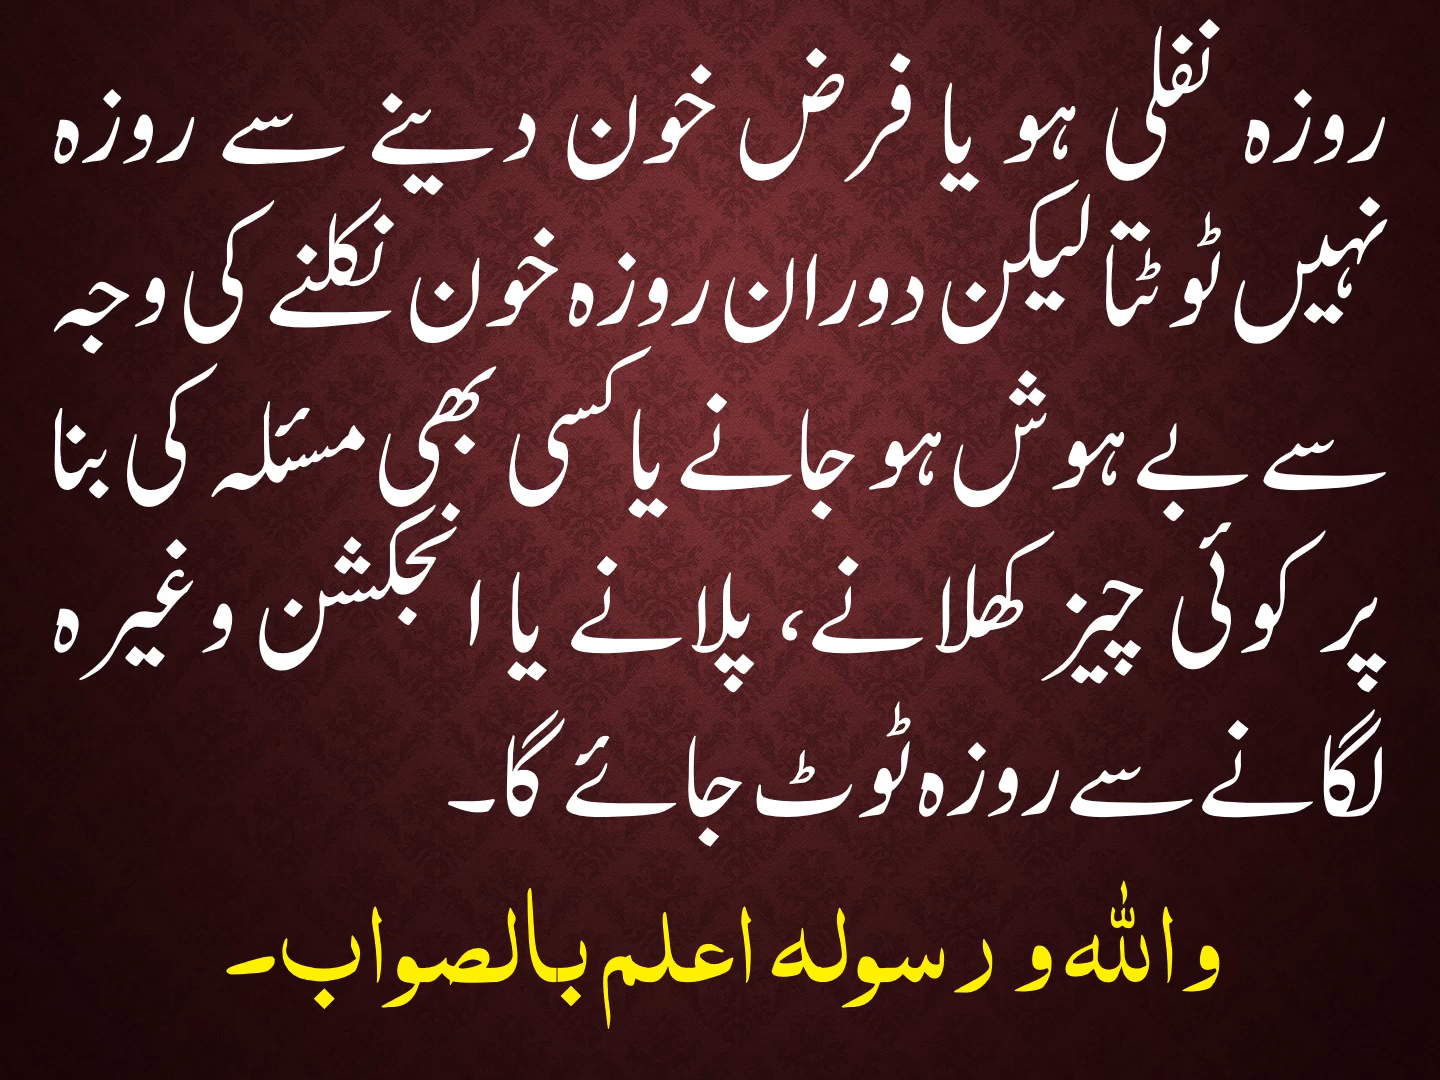 روزہ نفلی ہو یا فرض خون دینے سے روزہ
نہیں ٹوٹتا لیکن دوران روزہ خون نکلنے کی وجہ
سے بے ہوش ہو جانے یا کسی بھی مسئلہ کی بنا
پر کوئی چیز کھلانے، پلانے یا انجکشن وغیرہ
لگانے سے روزہ ٹوٹ جائے گا۔
واللہ و رسولہ اعلم بالصواب۔